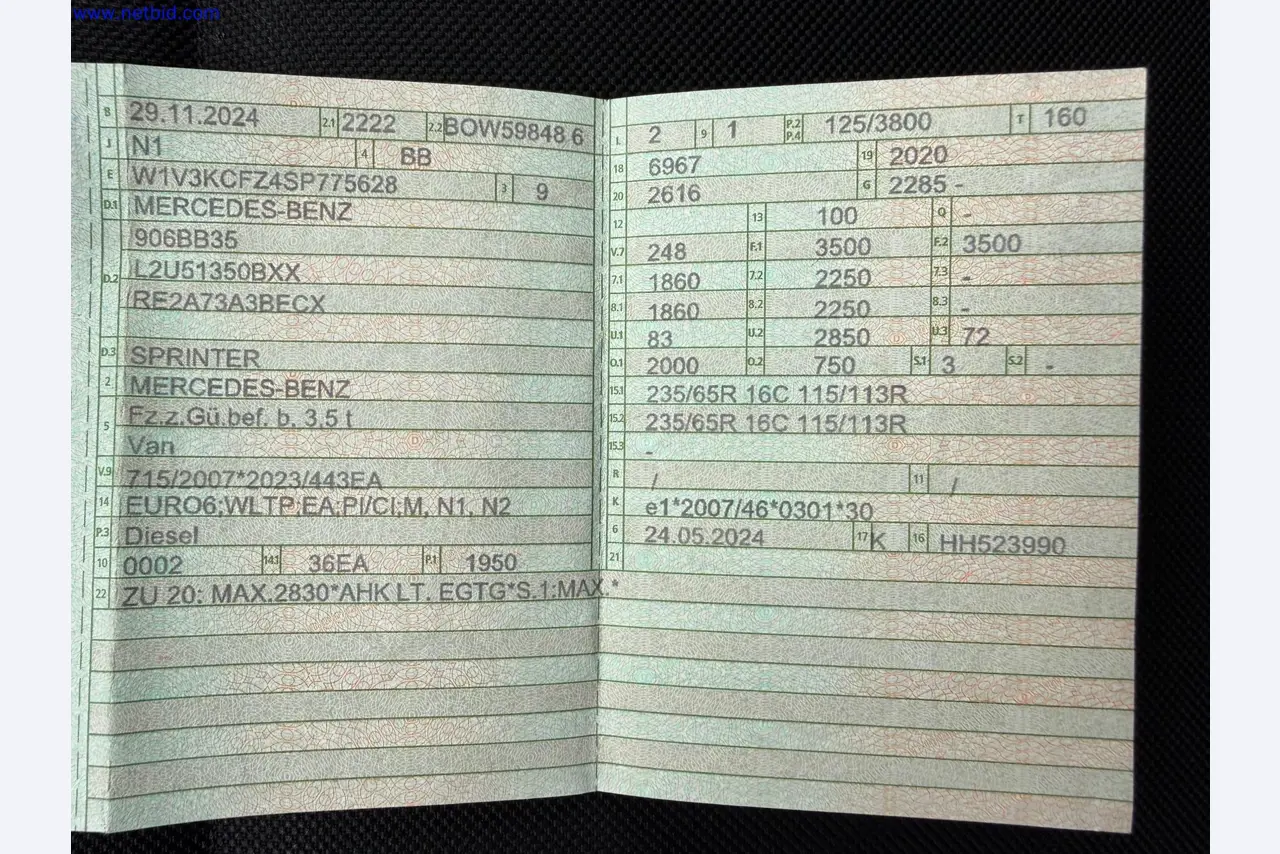 www.netbid.com
B 29.11.2024 2.1 2222 2.2 BOW59848 6
J N1 4 BB
E W1V3KCFZ4SP775628 3 9
D.1 MERCEDES-BENZ
906BB35
D.2 L2U51350BXX
RE2A73A3BECX
D.3 SPRINTER
2 MERCEDES-BENZ
5 Fz.z.Gü.bef. b. 3,5 t
Van
V.9 715/2007*2023/443EA
14 EURO6;WLTP;EA;PI/CI;M, N1, N2
P.3 Diesel
10 0002 14.1 36EA P.1 1950
22 ZU 20: MAX.2830*AHK LT. EGTG*S.1:MAX.*
L 2 9 1 P.2 P.4 125/3800 T 160
18 6967 19 2020
20 2616 G 2285 -
12 13 100 Q -
V.7 248 F.1 3500 F.2 3500
7.1 1860 7.2 2250 7.3 -
8.1 1860 8.2 2250 8.3 -
U.1 83 U.2 2850 U.3 72
O.1 2000 O.2 750 S.1 3 S.2 -
15.1 235/65R 16C 115/113R
15.2 235/65R 16C 115/113R
15.3 -
R / 11 /
K e1*2007/46*0301*30
6 24.05.2024 17 K 16 HH523990
21